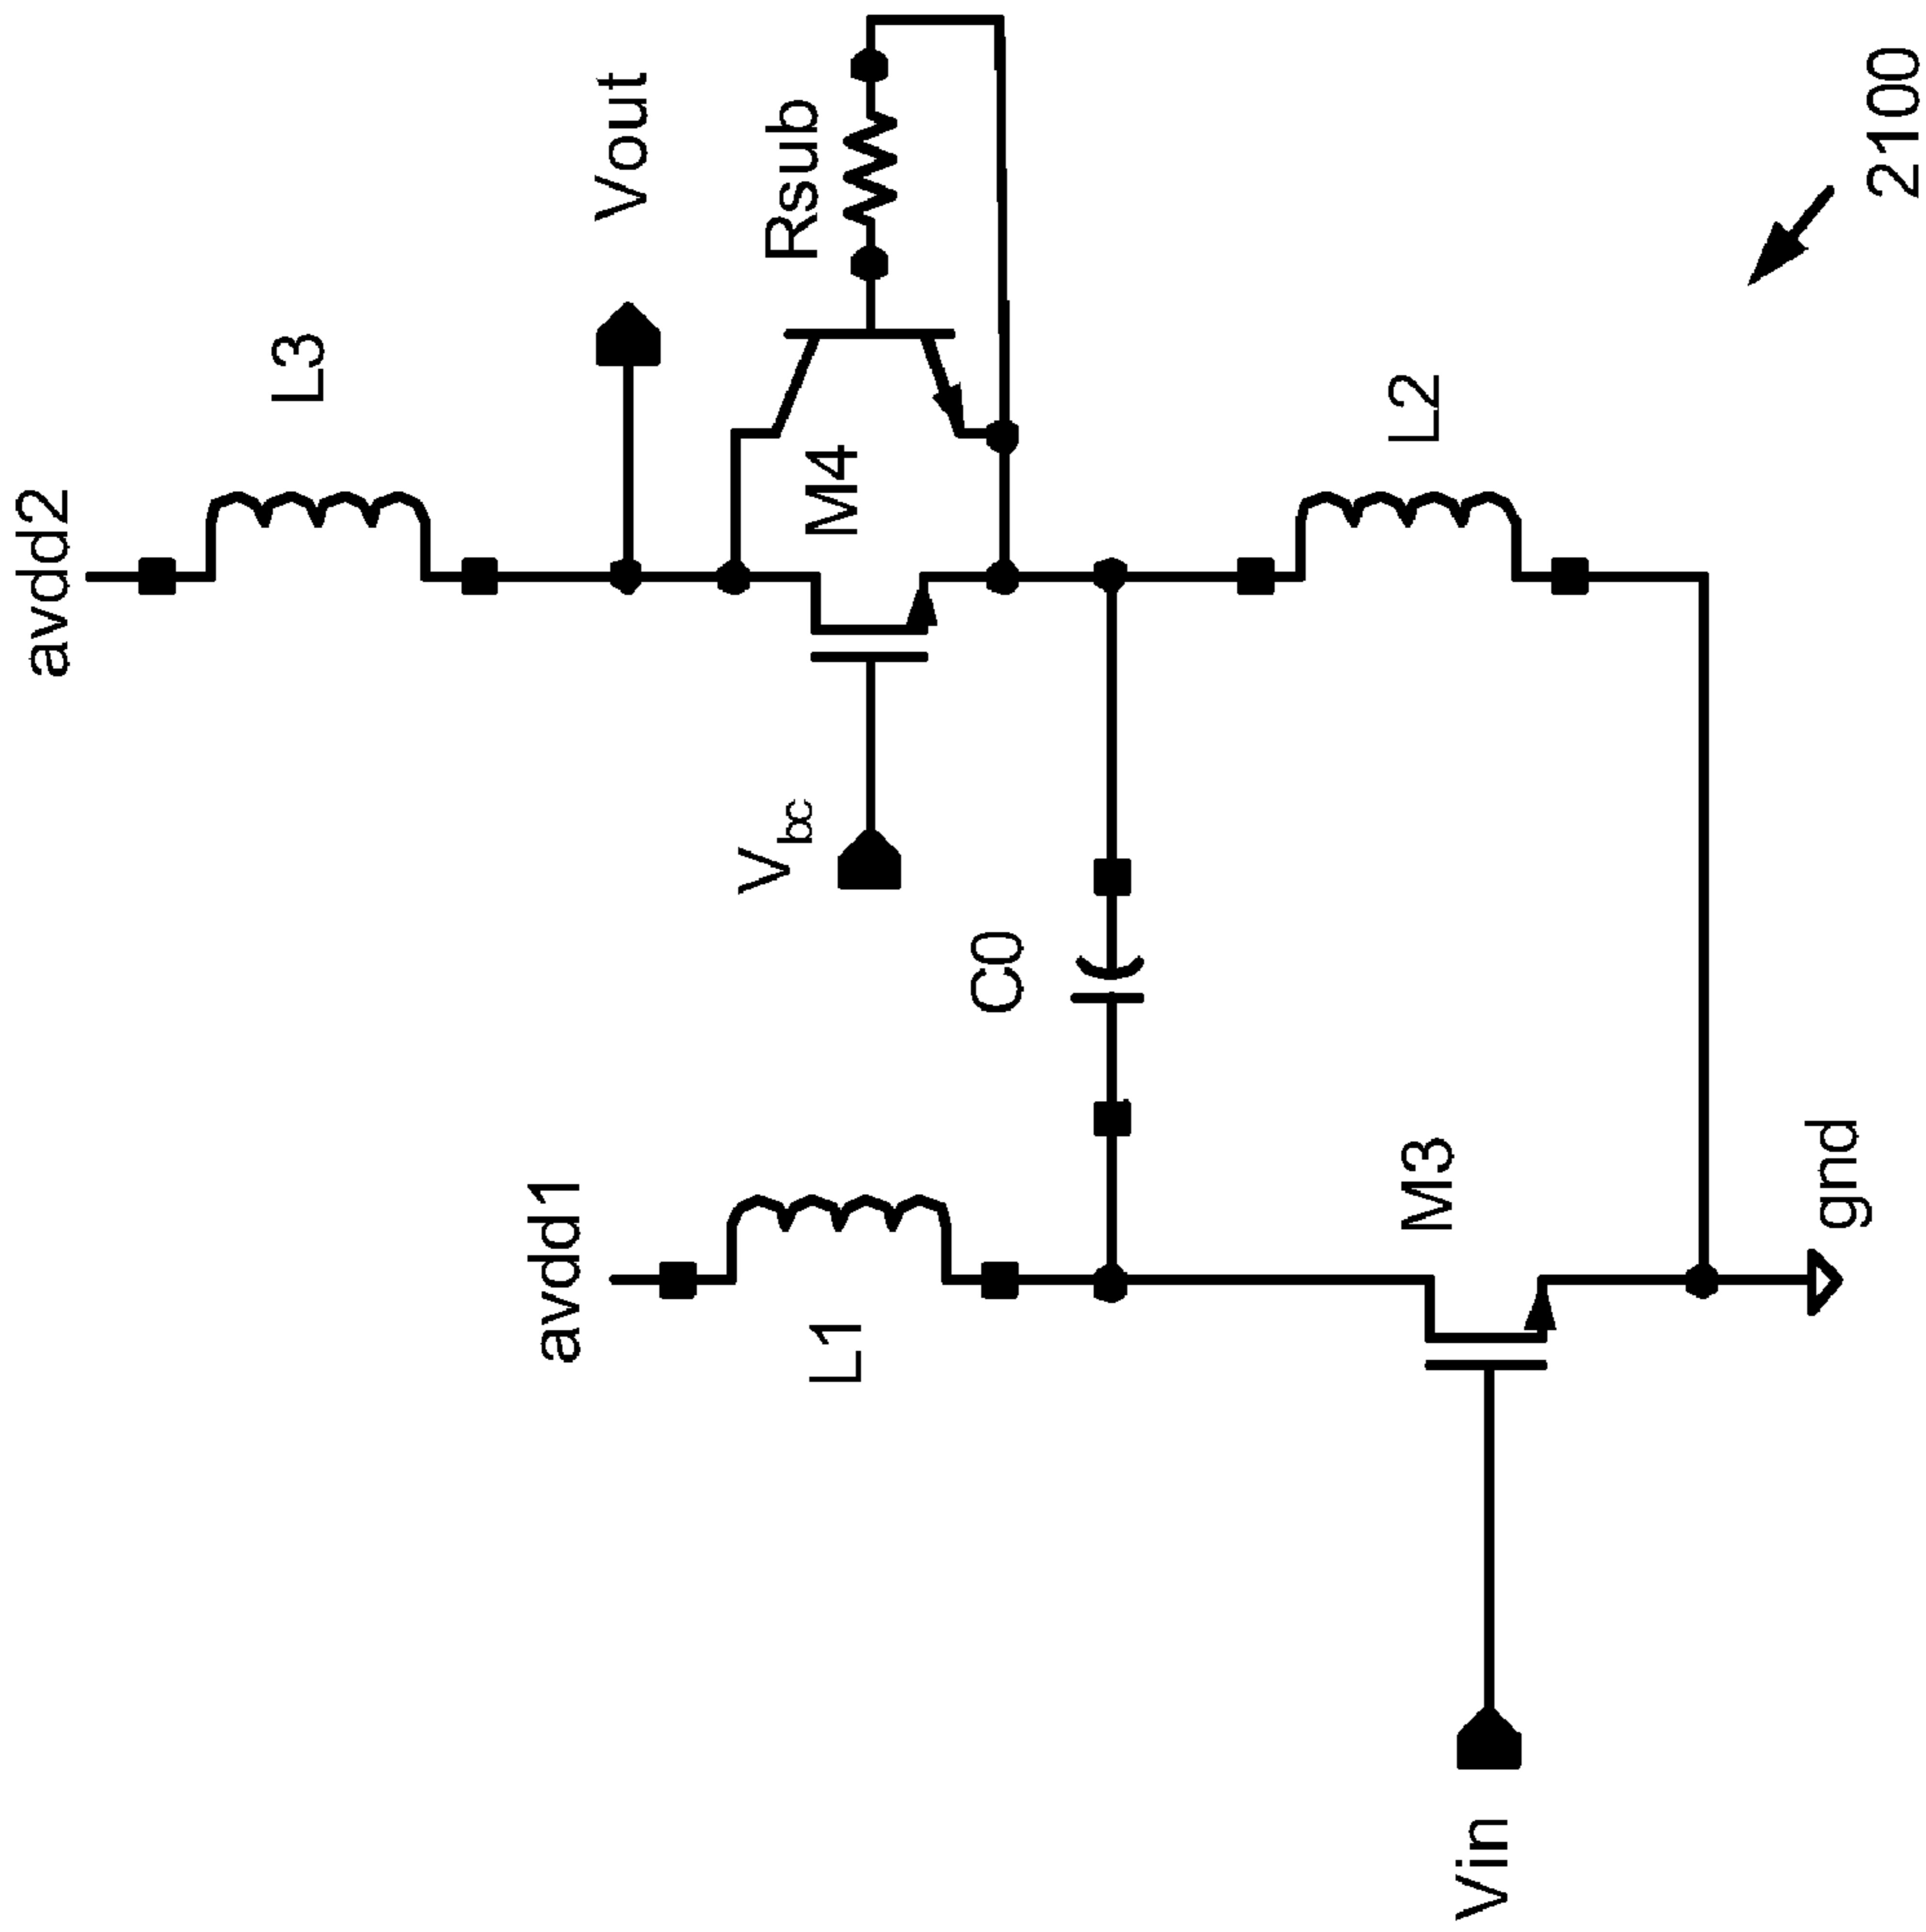 avdd2
L3
Vout
avdd1
L1
Vbc
M4
Rsub
C0
L2
M3
Vin
gnd
2100